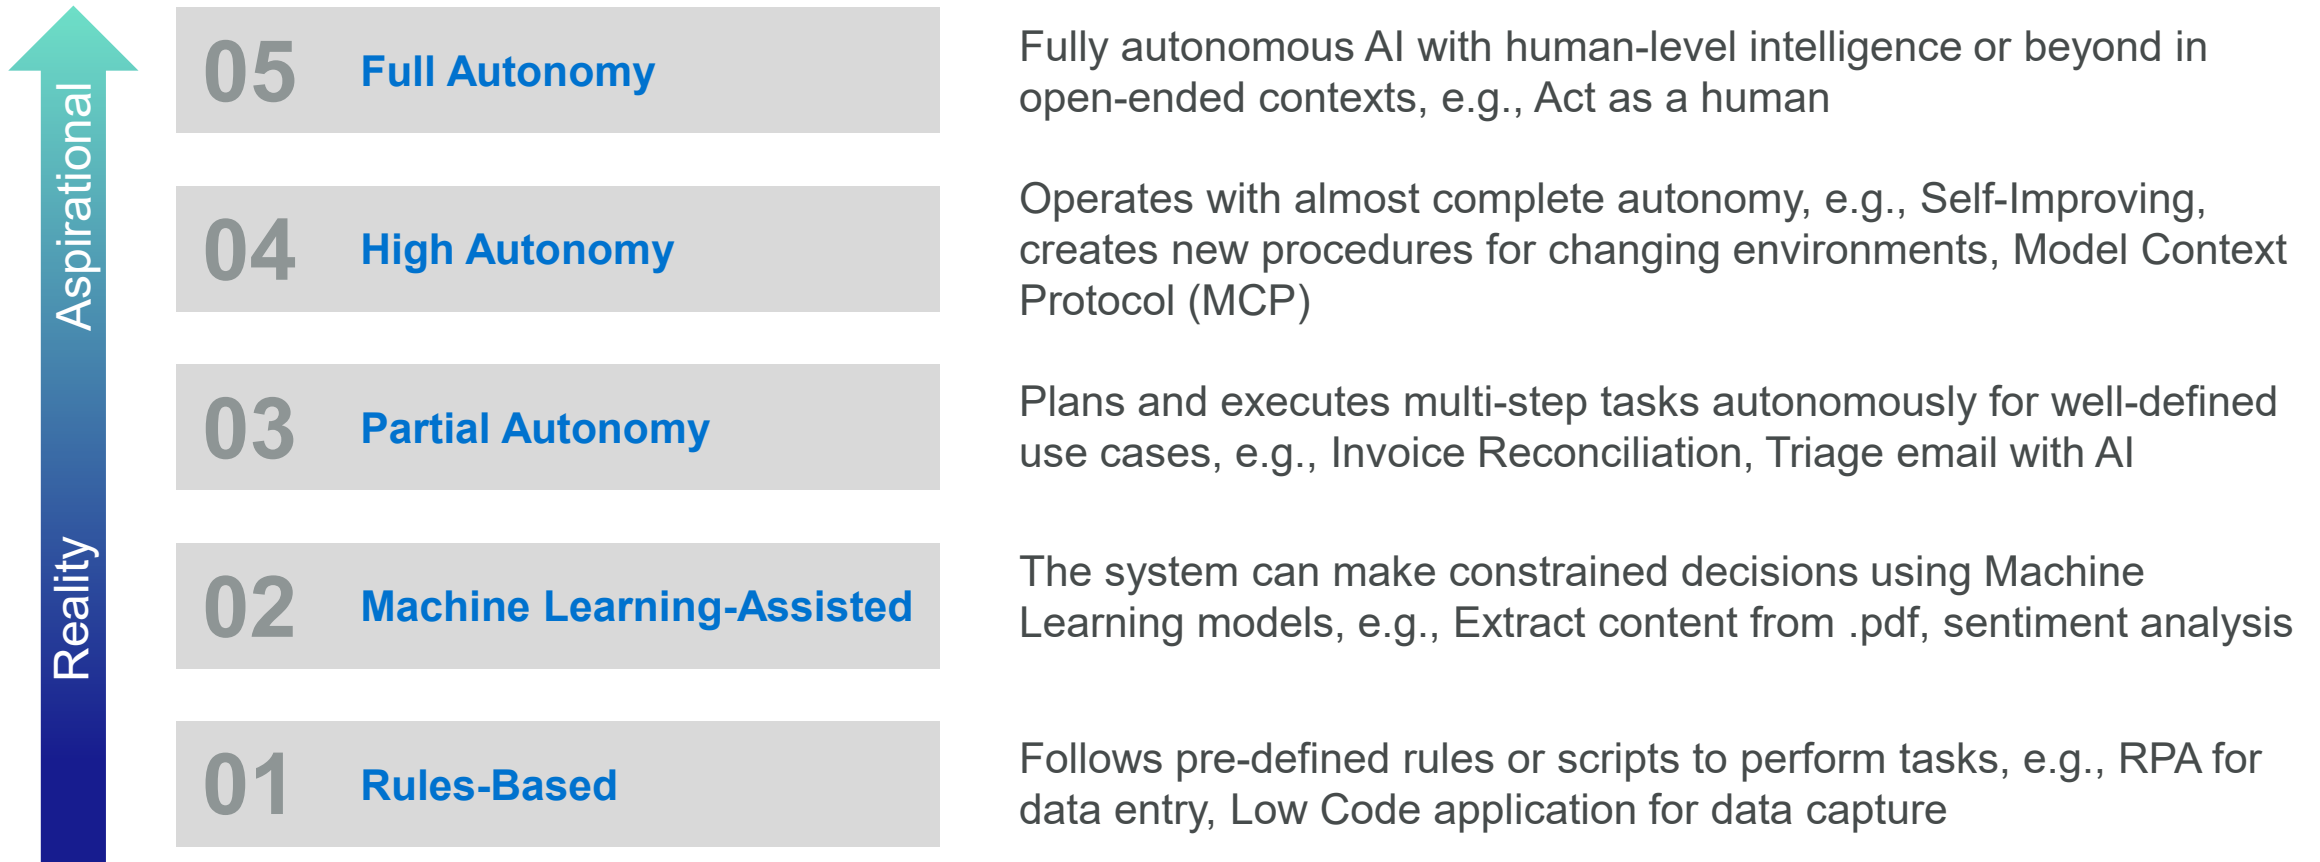 Aspirational
Reality
05 Full Autonomy
Fully autonomous AI with human-level intelligence or beyond in
open-ended contexts, e.g., Act as a human
04 High Autonomy
Operates with almost complete autonomy, e.g., Self-Improving,
creates new procedures for changing environments, Model Context
Protocol (MCP)
03 Partial Autonomy
Plans and executes multi-step tasks autonomously for well-defined
use cases, e.g., Invoice Reconciliation, Triage email with AI
02 Machine Learning-Assisted
The system can make constrained decisions using Machine
Learning models, e.g., Extract content from .pdf, sentiment analysis
01 Rules-Based
Follows pre-defined rules or scripts to perform tasks, e.g., RPA for
data entry, Low Code application for data capture